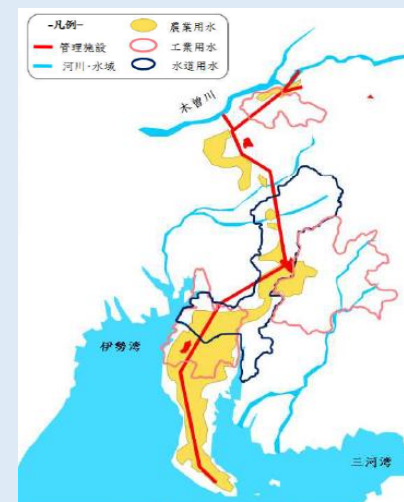 -凡例-
農業用水
管理施設
工業用水
河川・水域
水道用水
木曽川
伊勢湾
三河湾